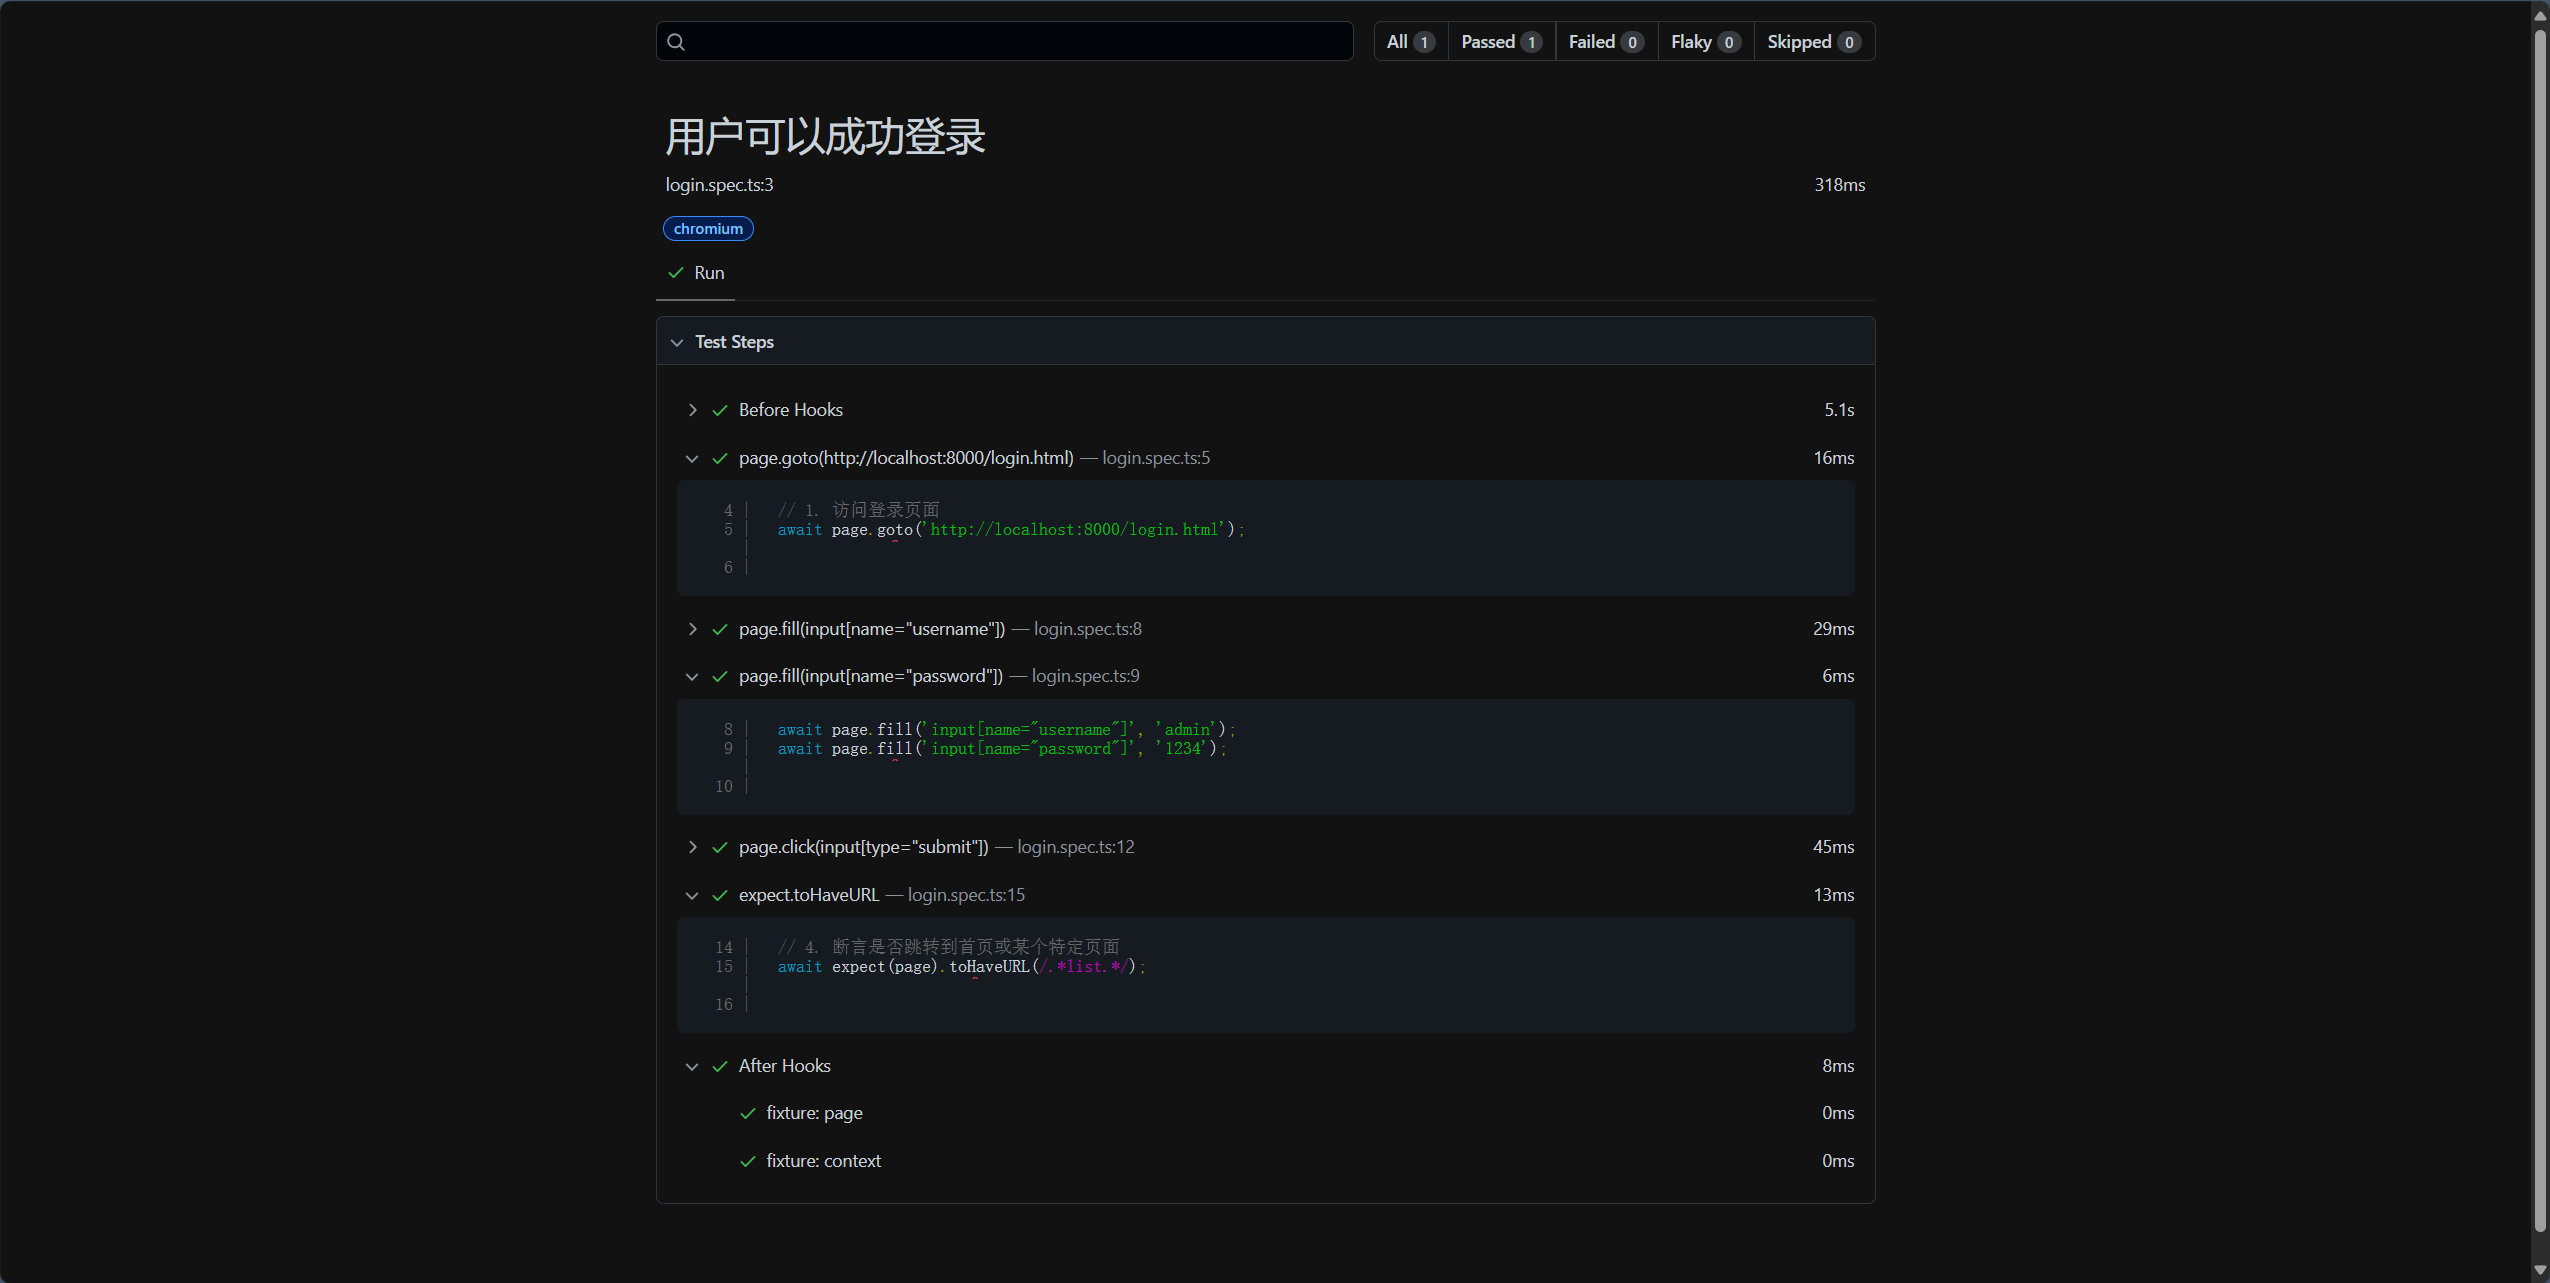 All 1 Passed 1 Failed 0 Flaky 0 Skipped 0
用户可以成功登录
login.spec.ts:3 318ms
chromium
Run
Test Steps
Before Hooks 5.1s
page.goto(http://localhost:8000/login.html) — login.spec.ts:5 16ms
4 | // 1. 访问登录页面
5 | await page.goto('http://localhost:8000/login.html');
| ^
6 |
page.fill(input[name="username"]) — login.spec.ts:8 29ms
page.fill(input[name="password"]) — login.spec.ts:9 6ms
8 | await page.fill('input[name="username"]', 'admin');
9 | await page.fill('input[name="password"]', '1234');
| ^
10 |
page.click(input[type="submit"]) — login.spec.ts:12 45ms
expect.toHaveURL — login.spec.ts:15 13ms
14 | // 4. 断言是否跳转到首页或某个特定页面
15 | await expect(page).toHaveURL(/.*list.*/);
| ^
16 |
After Hooks 8ms
fixture: page 0ms
fixture: context 0ms